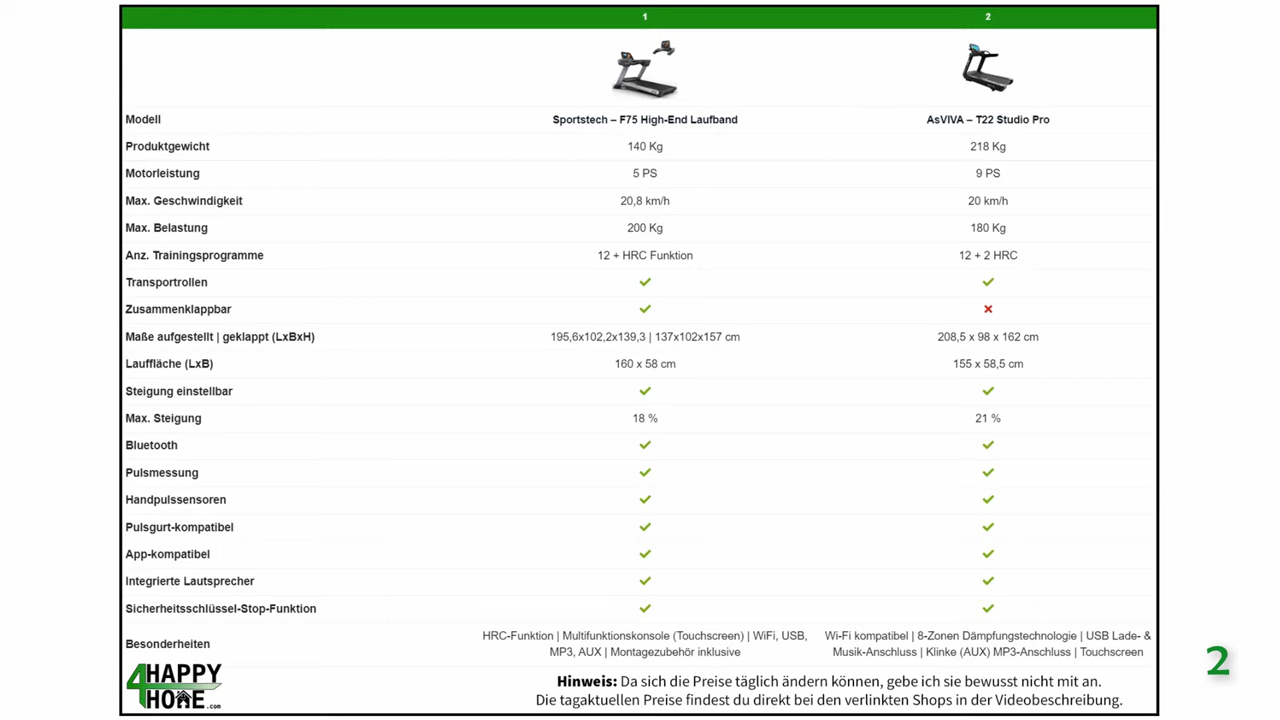 1 2
Modell Sportstech – F75 High-End Laufband AsVIVA – T22 Studio Pro
Produktgewicht 140 Kg 218 Kg
Motorleistung 5 PS 9 PS
Max. Geschwindigkeit 20,8 km/h 20 km/h
Max. Belastung 200 Kg 180 Kg
Anz. Trainingsprogramme 12 + HRC Funktion 12 + 2 HRC
Transportrollen
Zusammenklappbar
Maße aufgestellt | geklappt (LxBxH) 195,6x102,2x139,3 | 137x102x157 cm 208,5 x 98 x 162 cm
Lauffläche (LxB) 160 x 58 cm 155 x 58,5 cm
Steigung einstellbar
Max. Steigung 18 % 21 %
Bluetooth
Pulsmessung
Handpulssensoren
Pulsgurt-kompatibel
App-kompatibel
Integrierte Lautsprecher
Sicherheitsschlüssel-Stop-Funktion
Besonderheiten
HRC-Funktion | Multifunktionskonsole (Touchscreen) | WiFi, USB,
MP3, AUX | Montagezubehör inklusive
Wi-Fi kompatibel | 8-Zonen Dämpfungstechnologie | USB Lade- &
Musik-Anschluss | Klinke (AUX) MP3-Anschluss | Touchscreen
4HAPPY
HOME.com
Hinweis: Da sich die Preise täglich ändern können, gebe ich sie bewusst nicht mit an.
Die tagaktuellen Preise findest du direkt bei den verlinkten Shops in der Videobeschreibung.
2